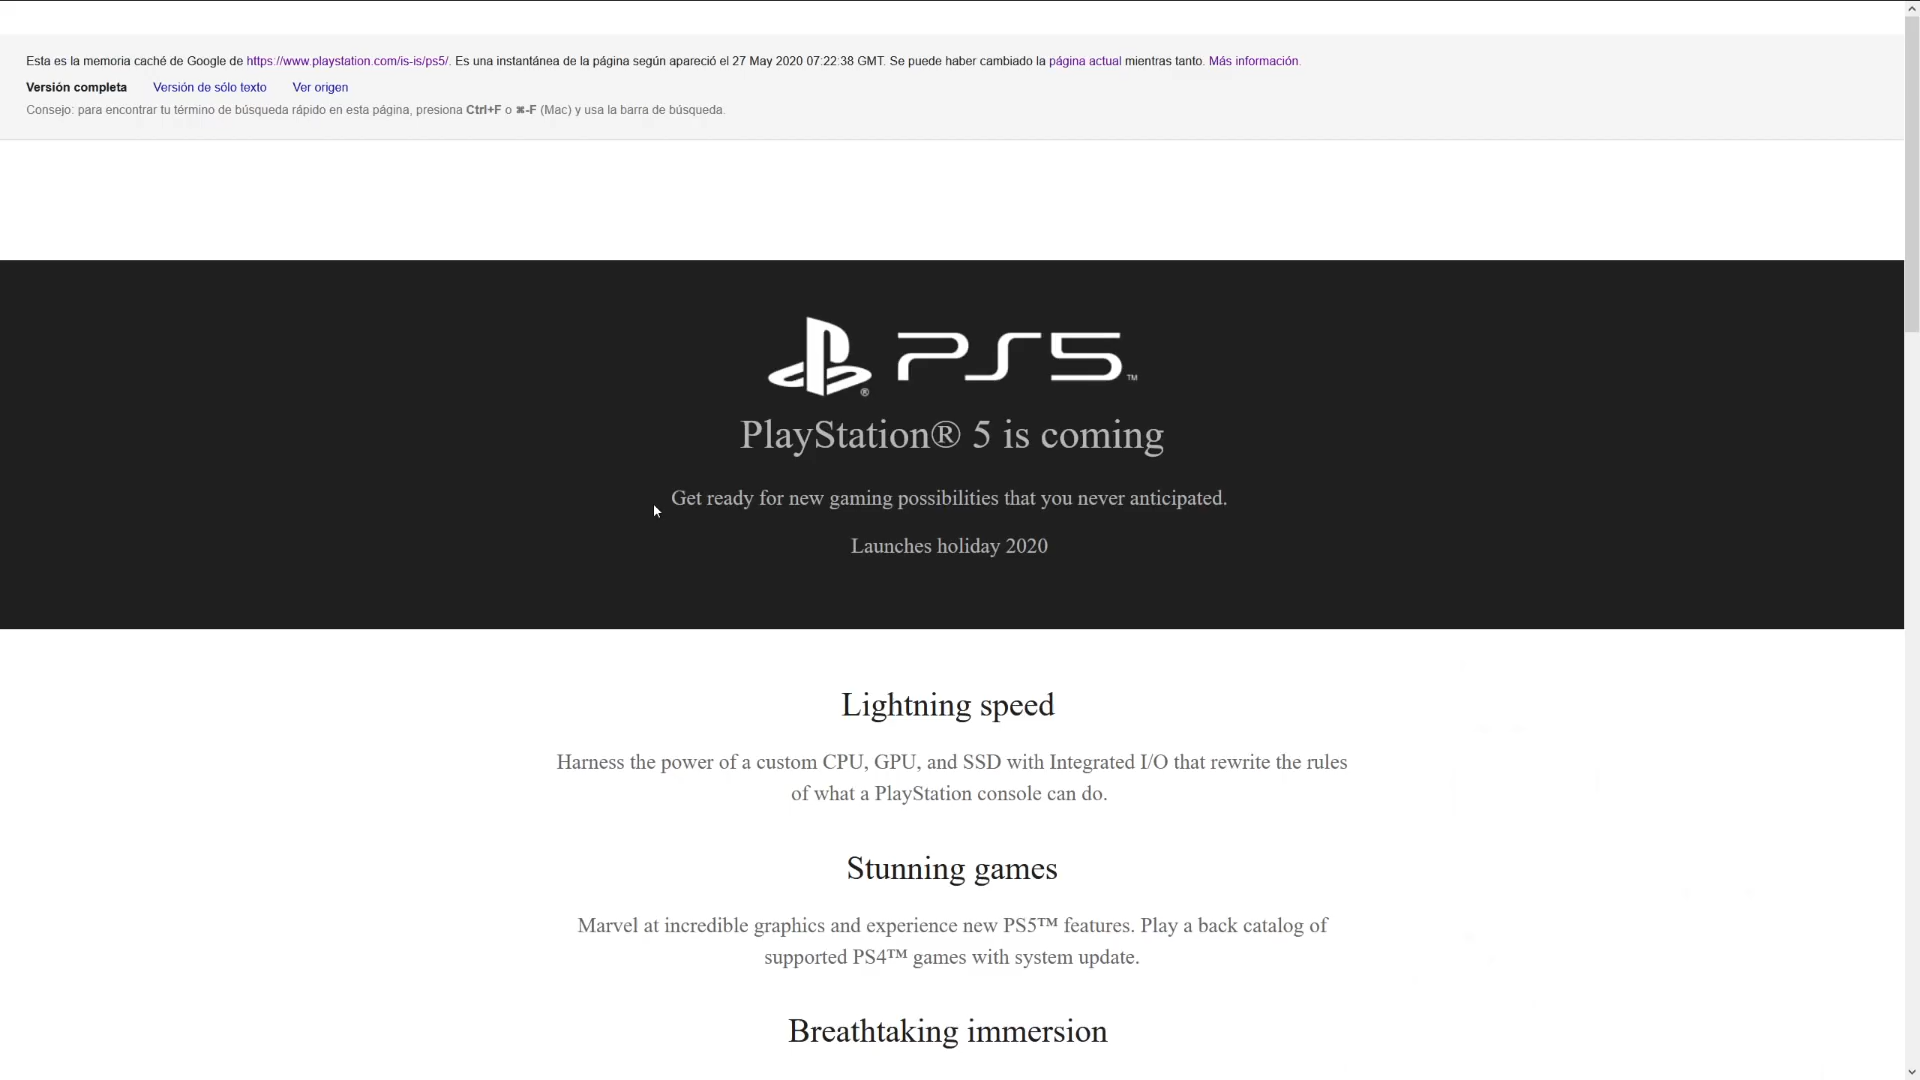 Esta es la memoria caché de Google de https://www.playstation.com/is-is/ps5/. Es una instantánea de la página según apareció el 27 May 2020 07:22:38 GMT. Se puede haber cambiado la página actual mientras tanto. Más información.
Versión completa Versión de sólo texto Ver origen
Consejo: para encontrar tu término de búsqueda rápido en esta página, presiona Ctrl+F o ⌘-F (Mac) y usa la barra de búsqueda.
PS5™
PlayStation® 5 is coming
Get ready for new gaming possibilities that you never anticipated.
Launches holiday 2020
Lightning speed
Harness the power of a custom CPU, GPU, and SSD with Integrated I/O that rewrite the rules
of what a PlayStation console can do.
Stunning games
Marvel at incredible graphics and experience new PS5™ features. Play a back catalog of
supported PS4™ games with system update.
Breathtaking immersion